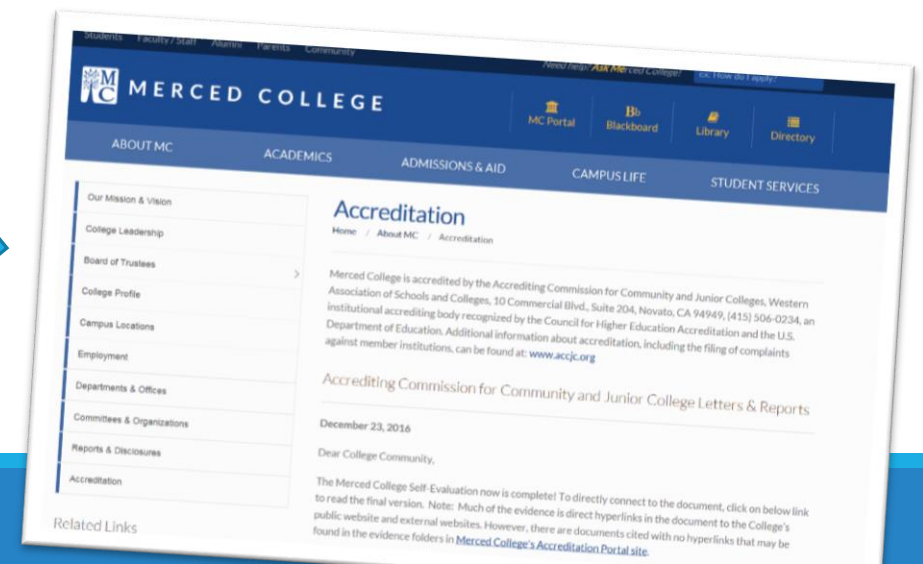 Students Faculty / Staff Alumni Parents Community
Need help? Ask Merced College!
Ex. How do I apply?
MC
MERCED COLLEGE
MC Portal
Bb
Blackboard
Library
Directory
ABOUT MC
ACADEMICS
ADMISSIONS & AID
CAMPUS LIFE
STUDENT SERVICES
Our Mission & Vision
College Leadership
Board of Trustees
College Profile
Campus Locations
Employment
Departments & Offices
Committees & Organizations
Reports & Disclosures
Accreditation
Related Links
Accreditation
Home / About MC / Accreditation
Merced College is accredited by the Accrediting Commission for Community and Junior Colleges, Western
Association of Schools and Colleges, 10 Commercial Blvd., Suite 204, Novato, CA 94949, (415) 506-0234, an
institutional accrediting body recognized by the Council for Higher Education Accreditation and the U.S.
Department of Education. Additional information about accreditation, including the filing of complaints
against member institutions, can be found at: www.accjc.org
Accrediting Commission for Community and Junior College Letters & Reports
December 23, 2016
Dear College Community,
The Merced College Self-Evaluation now is complete! To directly connect to the document, click on below link
to read the final version. Note: Much of the evidence is direct hyperlinks in the document to the College's
public website and external websites. However, there are documents cited with no hyperlinks that may be
found in the evidence folders in Merced College's Accreditation Portal site.